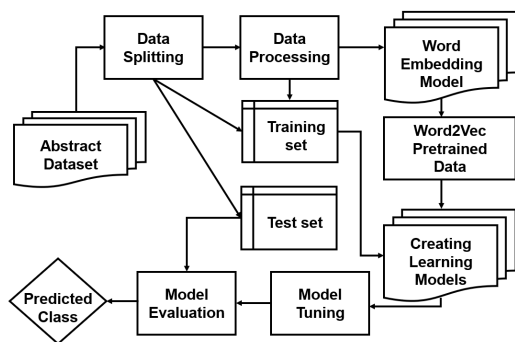 Data
Splitting
Data
Processing
Word
Embedding
Model
Abstract
Dataset
Training
set
Word2Vec
Pretrained
Data
Test set
Creating
Learning
Models
Predicted
Class
Model
Evaluation
Model
Tuning